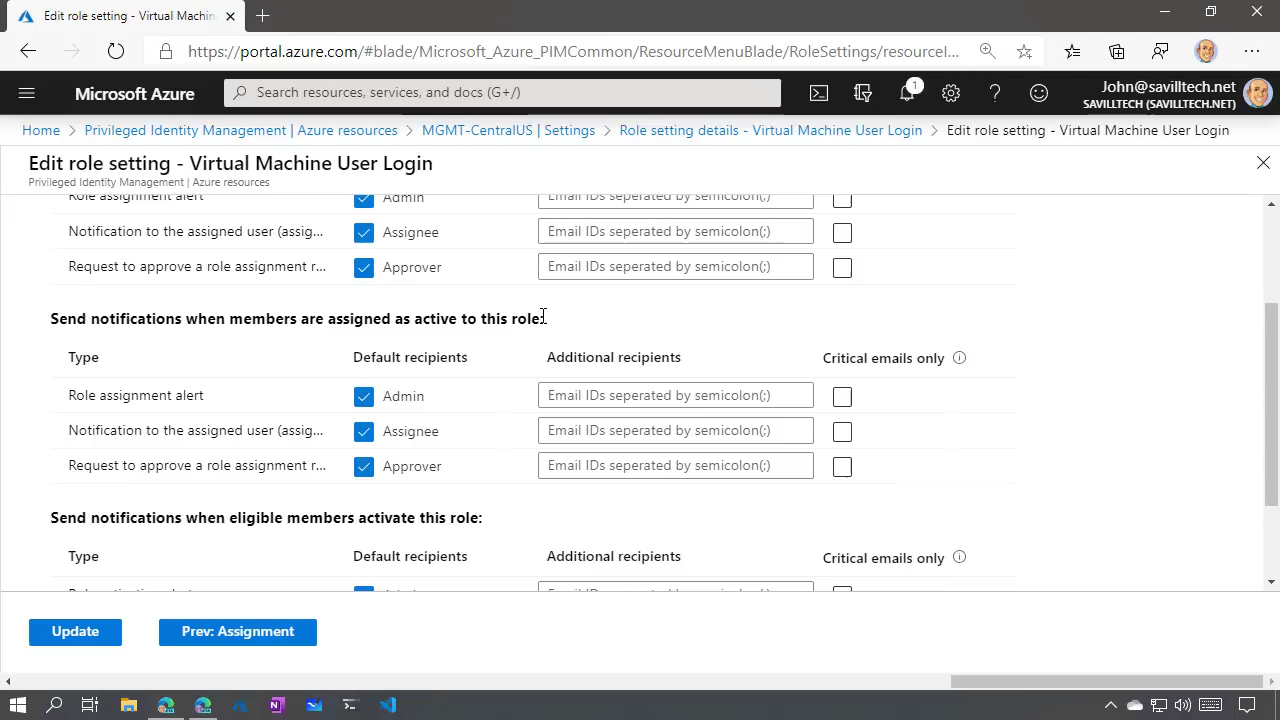 Edit role setting - Virtual Machin
https://portal.azure.com/#blade/Microsoft_Azure_PIMCommon/ResourceMenuBlade/RoleSettings/resourceI...
Microsoft Azure
Search resources, services, and docs (G+/)
1
John@savilltech.net
SAVILLTECH (SAVILLTECH.NET)
Home > Privileged Identity Management | Azure resources > MGMT-CentralUS | Settings > Role setting details - Virtual Machine User Login > Edit role setting - Virtual Machine User Login
Edit role setting - Virtual Machine User Login
Privileged Identity Management | Azure resources
Role assignment alert Admin Email IDs seperated by semicolon(;)
Notification to the assigned user (assig... Assignee Email IDs seperated by semicolon(;)
Request to approve a role assignment r... Approver Email IDs seperated by semicolon(;)
Send notifications when members are assigned as active to this role:
Type Default recipients Additional recipients Critical emails only
Role assignment alert Admin Email IDs seperated by semicolon(;)
Notification to the assigned user (assig... Assignee Email IDs seperated by semicolon(;)
Request to approve a role assignment r... Approver Email IDs seperated by semicolon(;)
Send notifications when eligible members activate this role:
Type Default recipients Additional recipients Critical emails only
Update Prev: Assignment